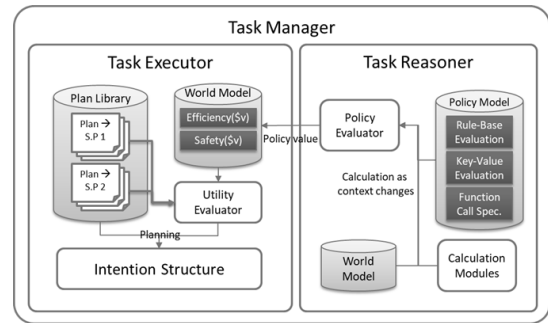 Task Manager
Task Executor
Plan Library
Plan →
S.P 1
Plan →
S.P 2
World Model
Efficiency($v)
Safety($v)
Utility
Evaluator
Planning
Intention Structure
Policy value
Task Reasoner
Policy
Evaluator
Policy Model
Rule-Base
Evaluation
Key-Value
Evaluation
Function
Call Spec.
Calculation as
context changes
World
Model
Calculation
Modules